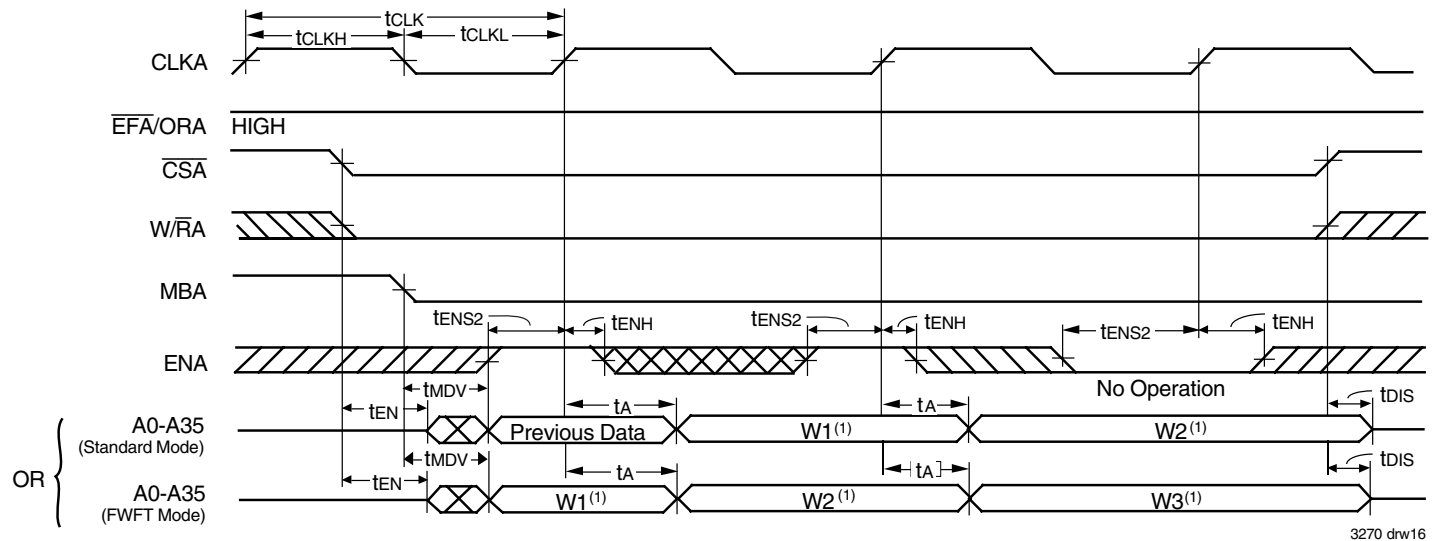 tCLK
tCLKH tCLKL
CLKA
EFA/ORA HIGH
CSA
W/RA
MBA
tENS2 tENH tENS2 tENH tENS2 tENH
ENA
No Operation
tMDV
tEN tA tA tDIS
A0-A35 Previous Data W1(1) W2(1)
(Standard Mode)
tMDV
OR
tEN tA tA tDIS
A0-A35 W1(1) W2(1) W3(1)
(FWFT Mode)
3270 drw16